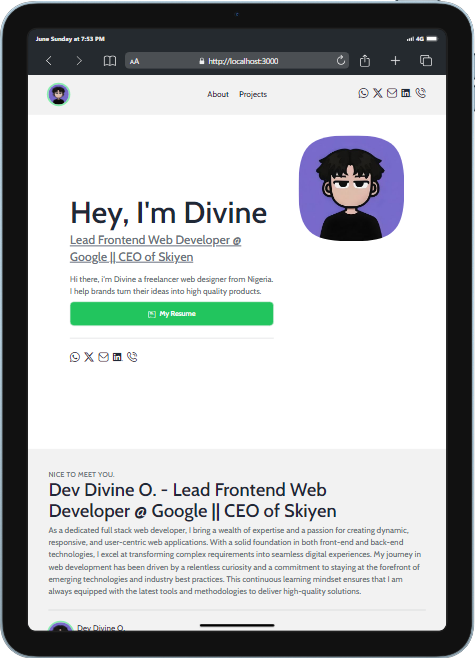 June Sunday at 7:53 PM
4G
AA
http://localhost:3000
About Projects
Hey, I'm Divine
Lead Frontend Web Developer @
Google || CEO of Skiyen
Hi there, i'm Divine a freelancer web designer from Nigeria.
I help brands turn their ideas into high quality products.
My Resume
NICE TO MEET YOU.
Dev Divine O. - Lead Frontend Web
Developer @ Google || CEO of Skiyen
As a dedicated full stack web developer, I bring a wealth of expertise and a passion for creating dynamic,
responsive, and user-centric web applications. With a solid foundation in both front-end and back-end
technologies, I excel at transforming complex requirements into seamless digital experiences. My journey in
web development has been driven by a relentless curiosity and a commitment to staying at the forefront of
emerging technologies and industry best practices. This continuous learning mindset ensures that I am
always equipped with the latest tools and methodologies to deliver high-quality solutions.
Dev Divine O.